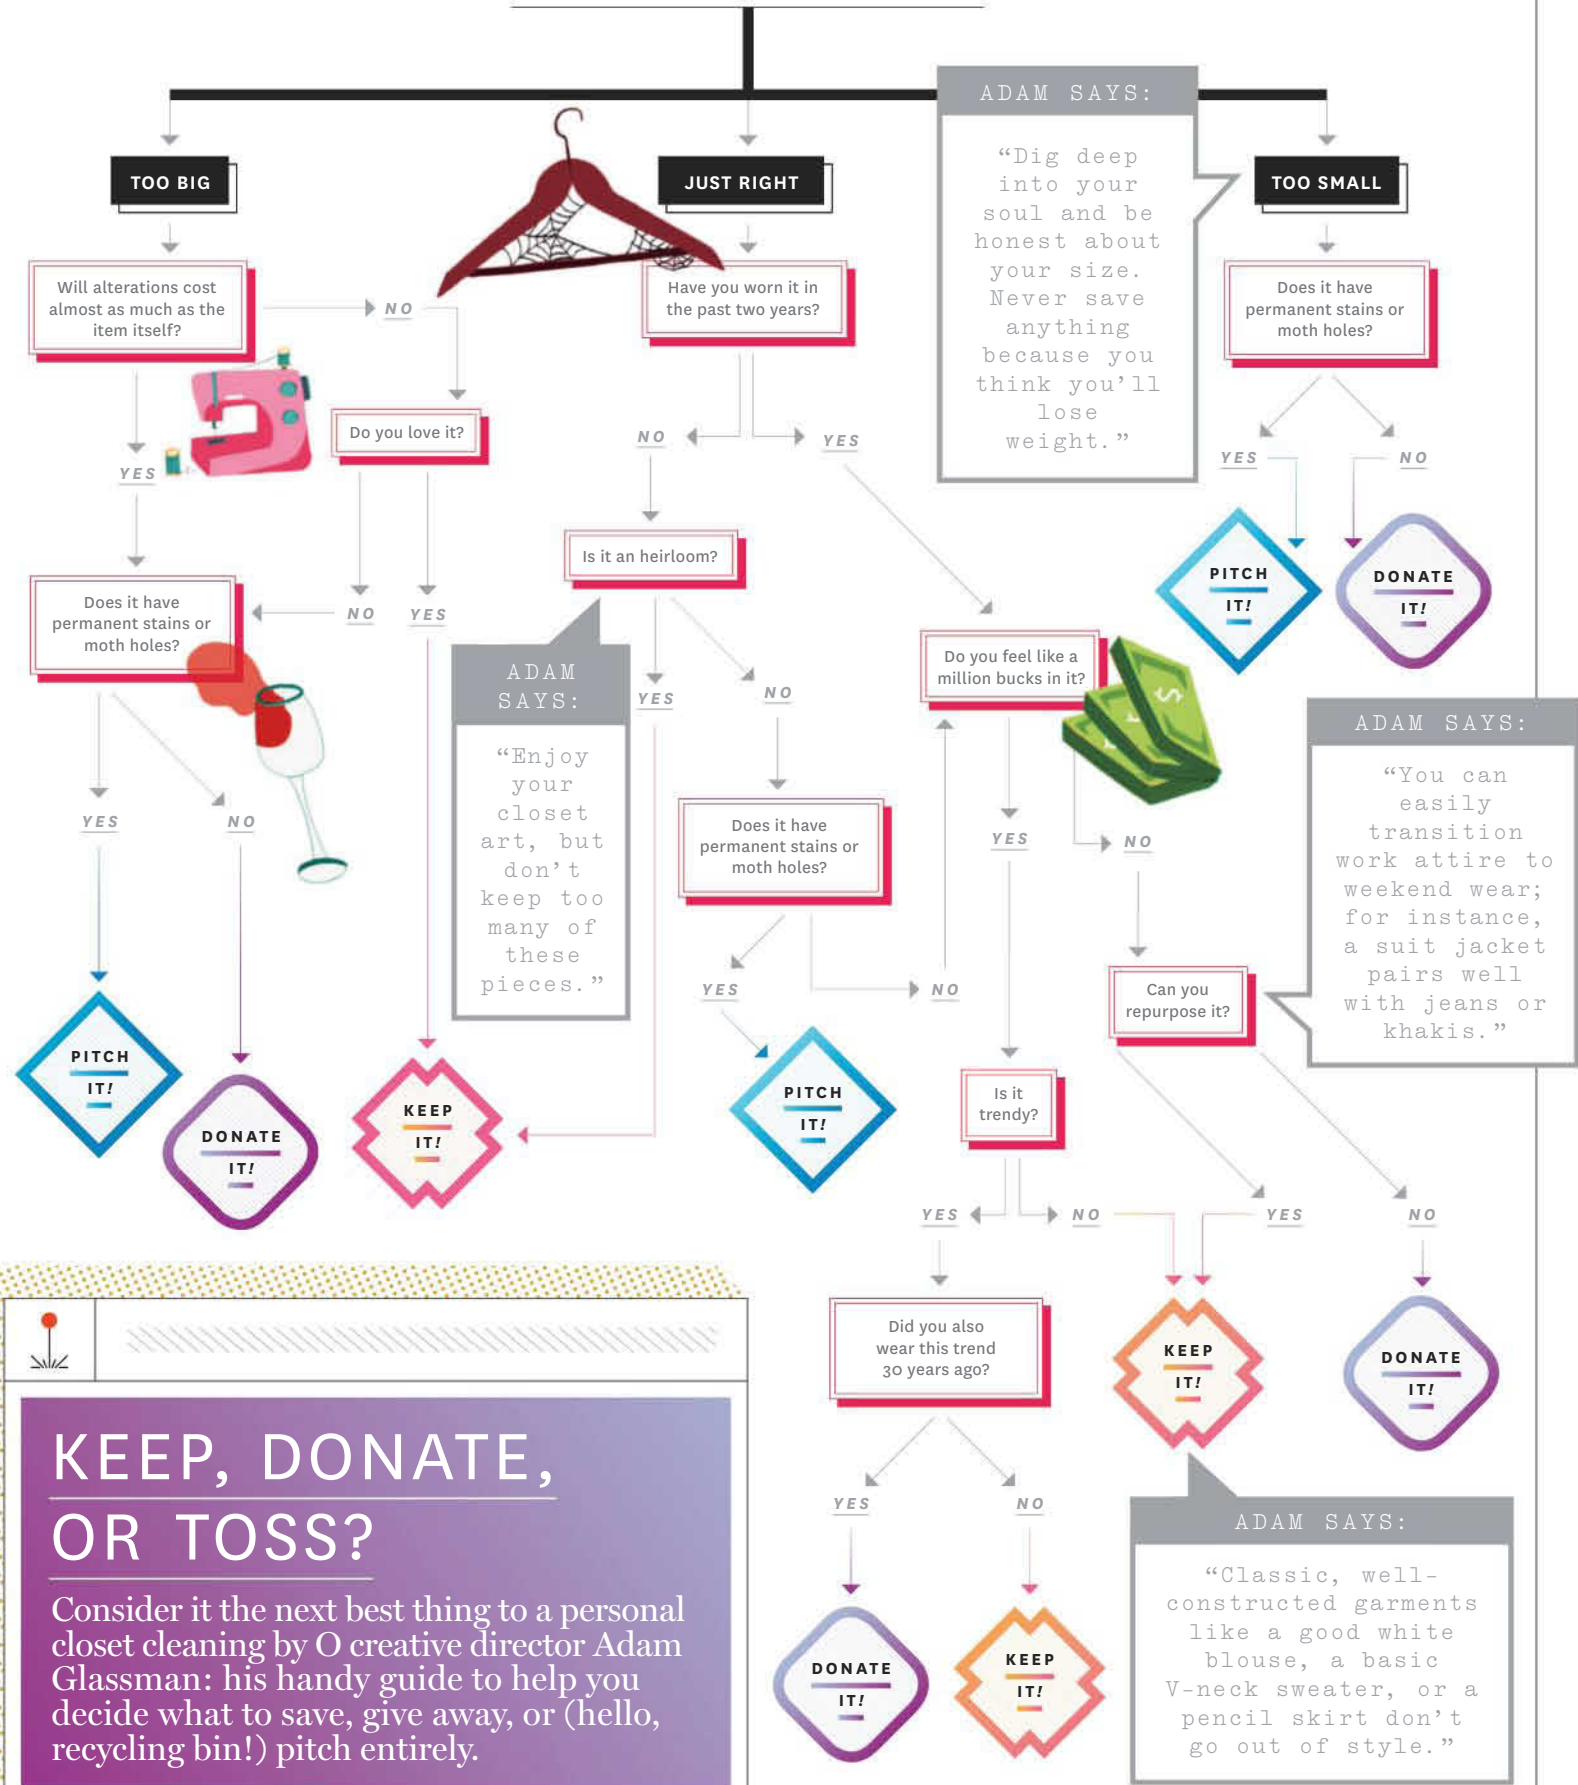 TOO BIG
JUST RIGHT
TOO SMALL
ADAM SAYS:
“Dig deep
into your
soul and be
honest about
your size.
Never save
anything
because you
think you’ll
lose
weight.”
Will alterations cost
almost as much as the
item itself?
NO
YES
Do you love it?
NO
YES
Does it have
permanent stains or
moth holes?
YES
NO
PITCH
IT!
DONATE
IT!
KEEP
IT!
Have you worn it in
the past two years?
NO
YES
Is it an heirloom?
ADAM
SAYS:
“Enjoy
your
closet
art, but
don’t
keep too
many of
these
pieces.”
YES
NO
Does it have
permanent stains or
moth holes?
YES
NO
PITCH
IT!
Do you feel like a
million bucks in it?
$
YES
NO
Is it
trendy?
YES
NO
Can you
repurpose it?
YES
NO
ADAM SAYS:
“You can
easily
transition
work attire to
weekend wear;
for instance,
a suit jacket
pairs well
with jeans or
khakis.”
Did you also
wear this trend
30 years ago?
YES
NO
DONATE
IT!
KEEP
IT!
KEEP
IT!
DONATE
IT!
ADAM SAYS:
“Classic, well-
constructed garments
like a good white
blouse, a basic
V-neck sweater, or a
pencil skirt don’t
go out of style.”
Does it have
permanent stains or
moth holes?
YES
NO
PITCH
IT!
DONATE
IT!
KEEP, DONATE,
OR TOSS?
Consider it the next best thing to a personal
closet cleaning by O creative director Adam
Glassman: his handy guide to help you
decide what to save, give away, or (hello,
recycling bin!) pitch entirely.